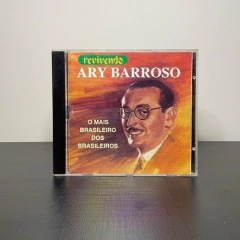 revivendo
ARY BARROSO
O MAIS
BRASILEIRO
DOS
BRASILEIROS